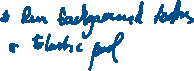 * Run background tasks
* Elastic pool